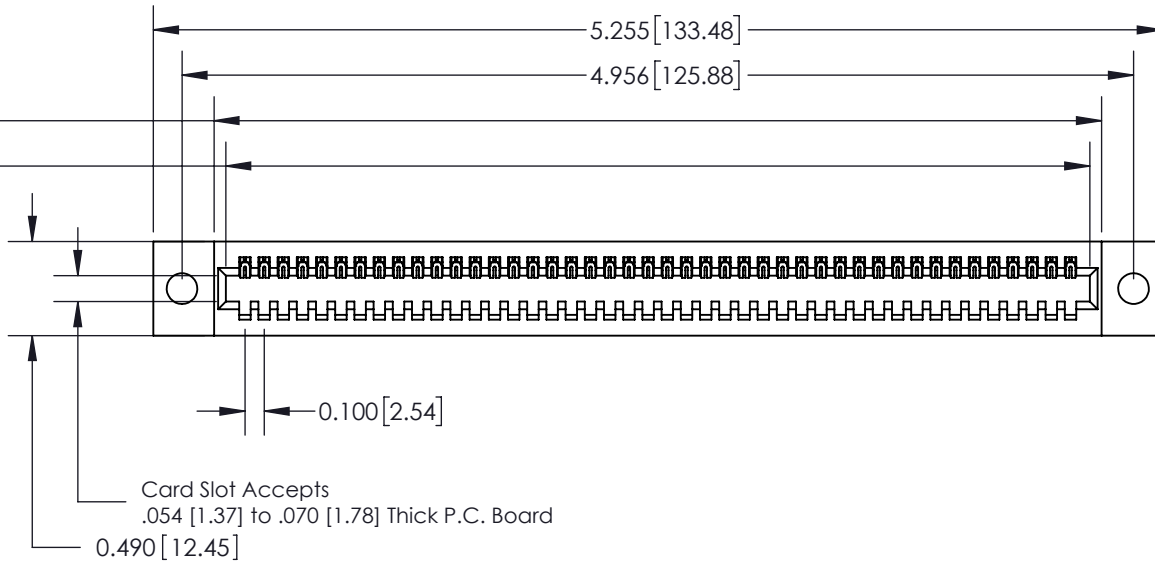 5.255[133.48]
4.956[125.88]
0.100[2.54]
Card Slot Accepts
.054 [1.37] to .070 [1.78] Thick P.C. Board
0.490[12.45]